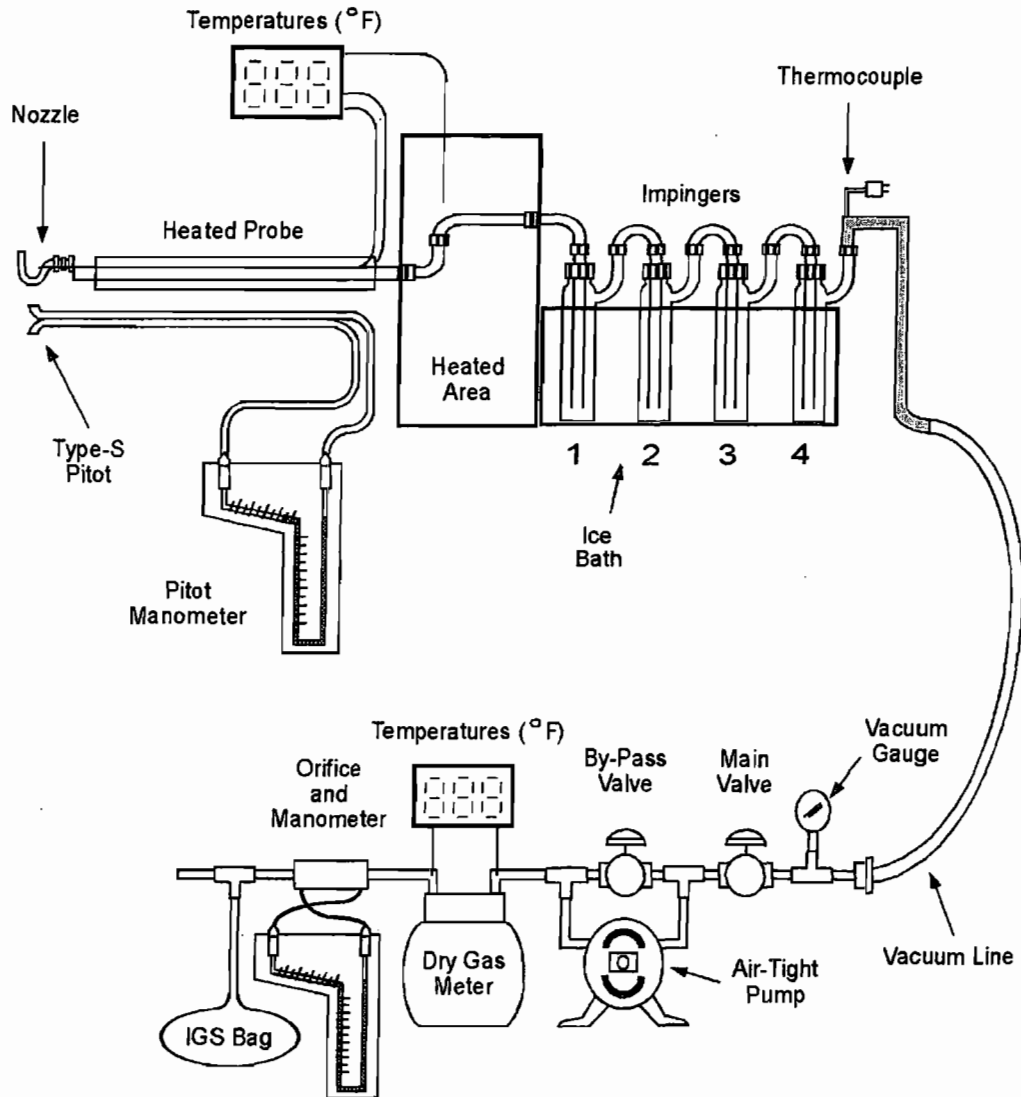 Temperatures (°F)
Thermocouple
Nozzle
Impingers
Heated Probe
Heated
Area
Type-S
Pitot
1 2 3 4
Ice
Bath
Pitot
Manometer
Temperatures (°F)
Vacuum
Gauge
By-Pass
Valve
Main
Valve
Orifice
and
Manometer
Dry Gas
Meter
Air-Tight
Pump
Vacuum Line
IGS Bag